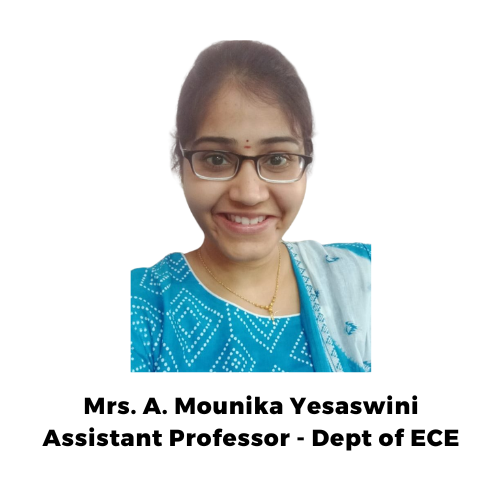 Mrs. A. Mounika Yesaswini
Assistant Professor - Dept of ECE